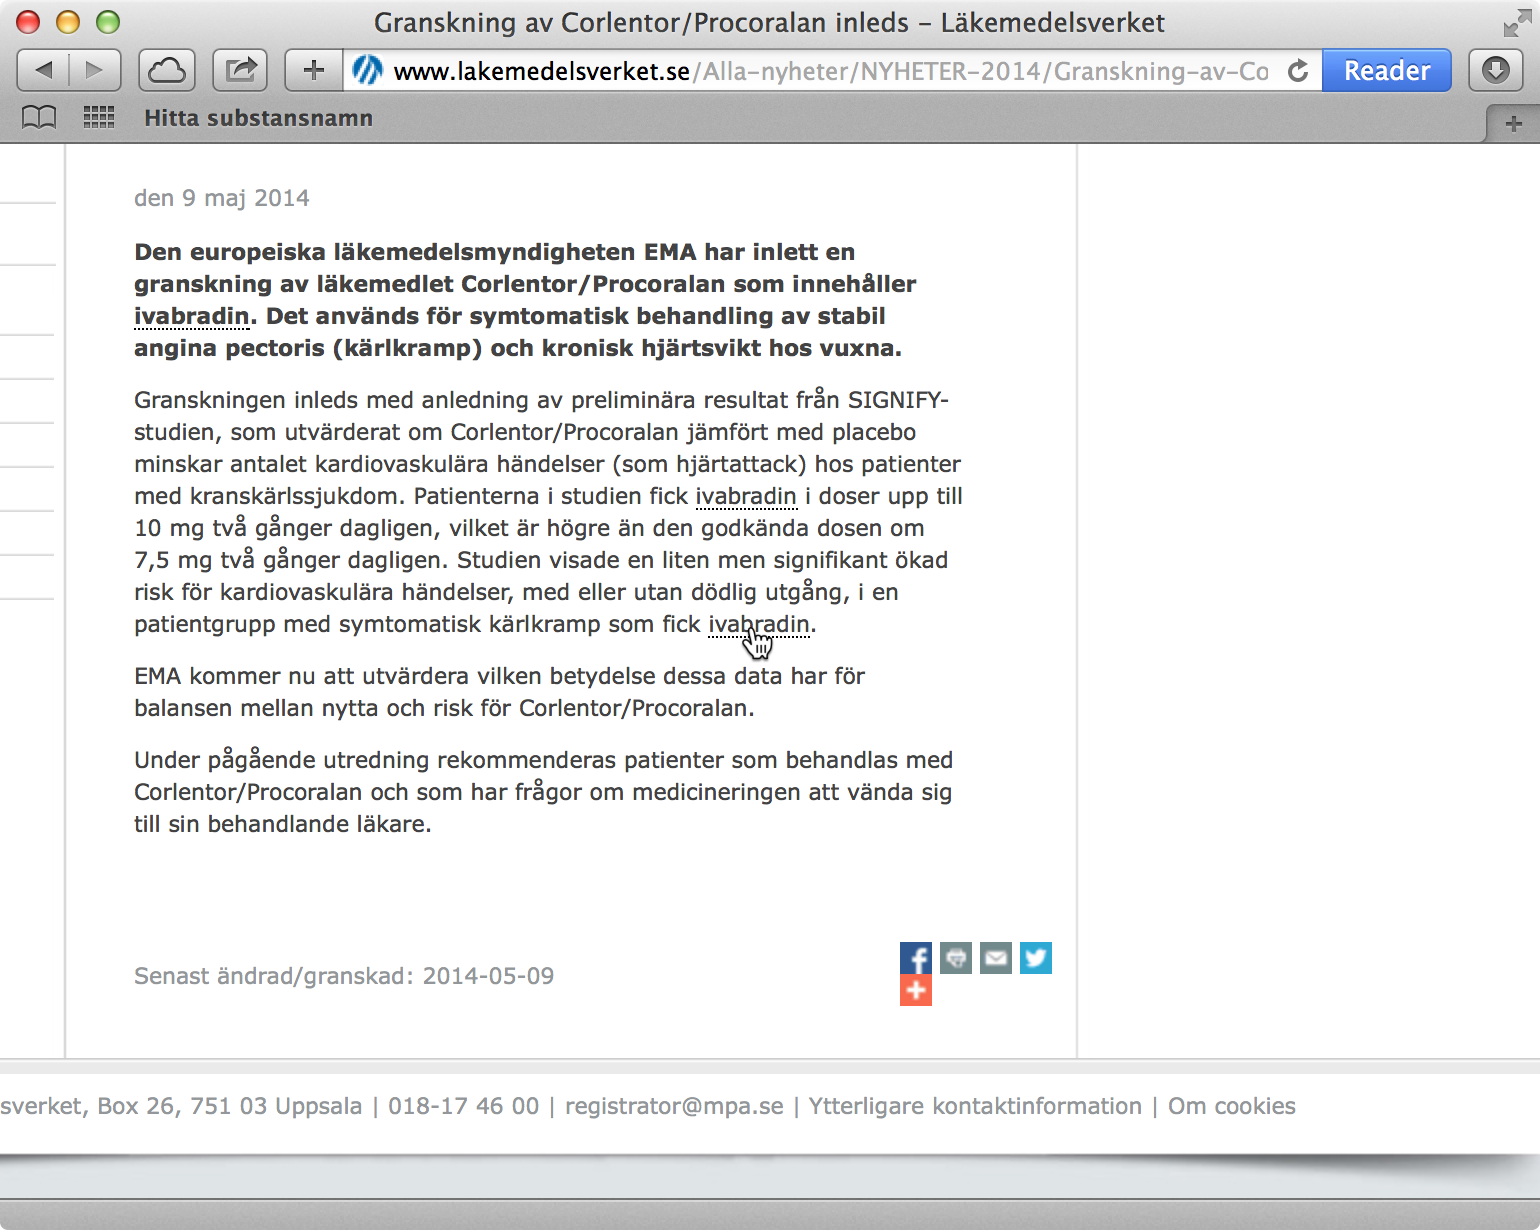 Granskning av Corlentor/Procoralan inleds – Läkemedelsverket
www.lakemedelsverket.se/Alla-nyheter/NYHETER-2014/Granskning-av-Co
Reader
Hitta substansnamn
den 9 maj 2014
Den europeiska läkemedelsmyndigheten EMA har inlett en
granskning av läkemedlet Corlentor/Procoralan som innehåller
ivabradin. Det används för symtomatisk behandling av stabil
angina pectoris (kärlkramp) och kronisk hjärtsvikt hos vuxna.
Granskningen inleds med anledning av preliminära resultat från SIGNIFY-
studien, som utvärderat om Corlentor/Procoralan jämfört med placebo
minskar antalet kardiovaskulära händelser (som hjärtattack) hos patienter
med kranskärlssjukdom. Patienterna i studien fick ivabradin i doser upp till
10 mg två gånger dagligen, vilket är högre än den godkända dosen om
7,5 mg två gånger dagligen. Studien visade en liten men signifikant ökad
risk för kardiovaskulära händelser, med eller utan dödlig utgång, i en
patientgrupp med symtomatisk kärlkramp som fick ivabradin.
EMA kommer nu att utvärdera vilken betydelse dessa data har för
balansen mellan nytta och risk för Corlentor/Procoralan.
Under pågående utredning rekommenderas patienter som behandlas med
Corlentor/Procoralan och som har frågor om medicineringen att vända sig
till sin behandlande läkare.
Senast ändrad/granskad: 2014-05-09
sverket, Box 26, 751 03 Uppsala | 018-17 46 00 | registrator@mpa.se | Ytterligare kontaktinformation | Om cookies